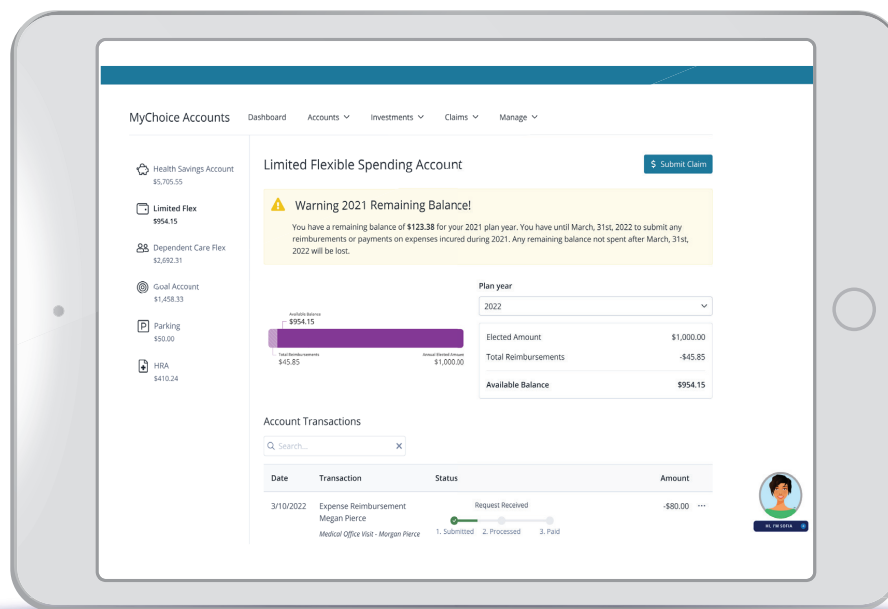 MyChoice Accounts
Dashboard
Accounts
Investments
Claims
Manage
Health Savings Account
$5,705.55
Limited Flex
$954.15
Dependent Care Flex
$2,692.31
Goal Account
$1,458.33
P
Parking
$50.00
HRA
$410.24
Limited Flexible Spending Account
$ Submit Claim
Warning 2021 Remaining Balance!
You have a remaining balance of $123.38 for your 2021 plan year. You have until March, 31st, 2022 to submit any
reimburements or payments on expenses incured during 2021. Any remaining balance not spent after March, 31st,
2022 will be lost.
Available Balance
$954.15
Total Reimbursements
$45.85
Annual Elected Amount
$1,000.00
Plan year
2022
Elected Amount $1,000.00
Total Reimbursements -$45.85
Available Balance $954.15
Account Transactions
Search...
Date Transaction Status Amount
3/10/2022
Expense Reimbursement
Megan Pierce
Medical Office Visit - Morgan Pierce
Request Received
1. Submitted 2. Processed 3. Paid
-$80.00 ...
HI, I'M SOFIA